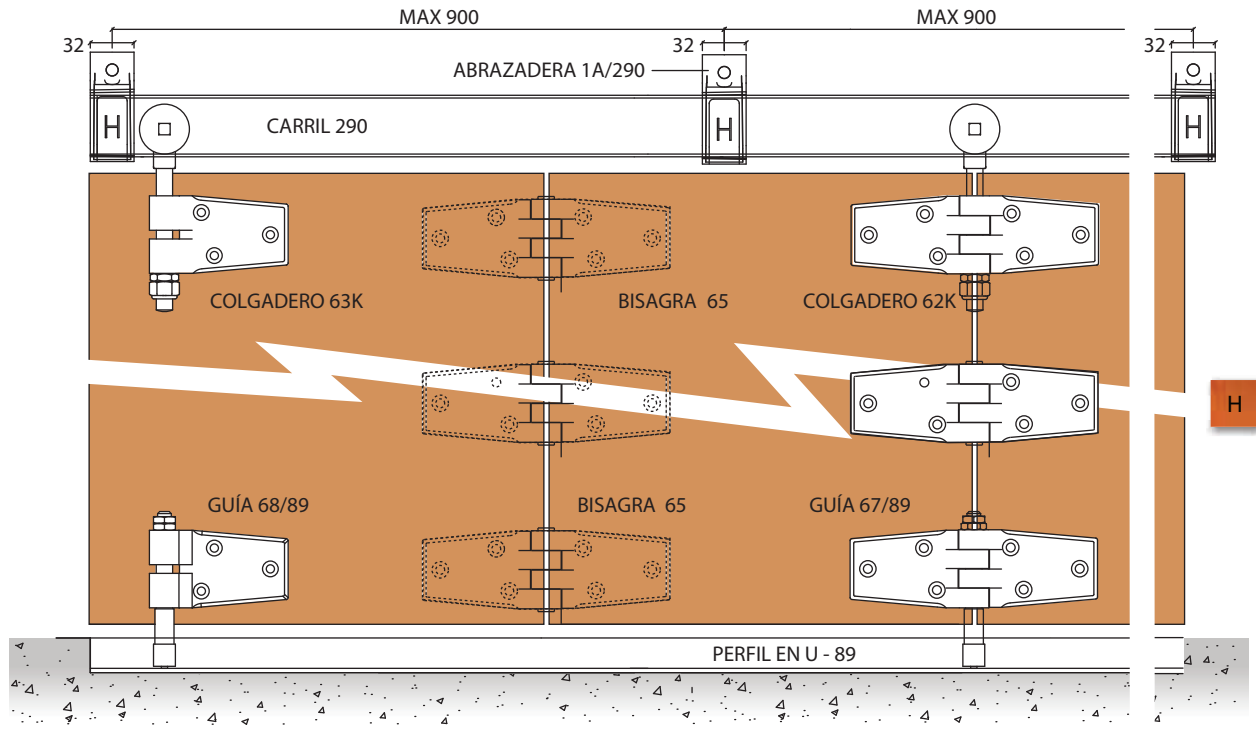 MAX 900
MAX 900
32
32
32
ABRAZADERA 1A/290
H
CARRIL 290
H
H
COLGADERO 63K
BISAGRA 65
COLGADERO 62K
H
GUÍA 68/89
BISAGRA 65
GUÍA 67/89
PERFIL EN U - 89